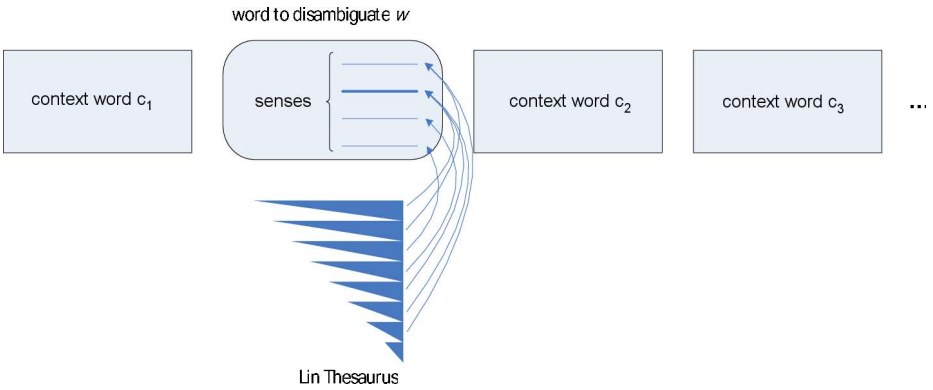 word to disambiguate w
context word c1
senses
context word c2
context word c3
...
Lin Thesaurus